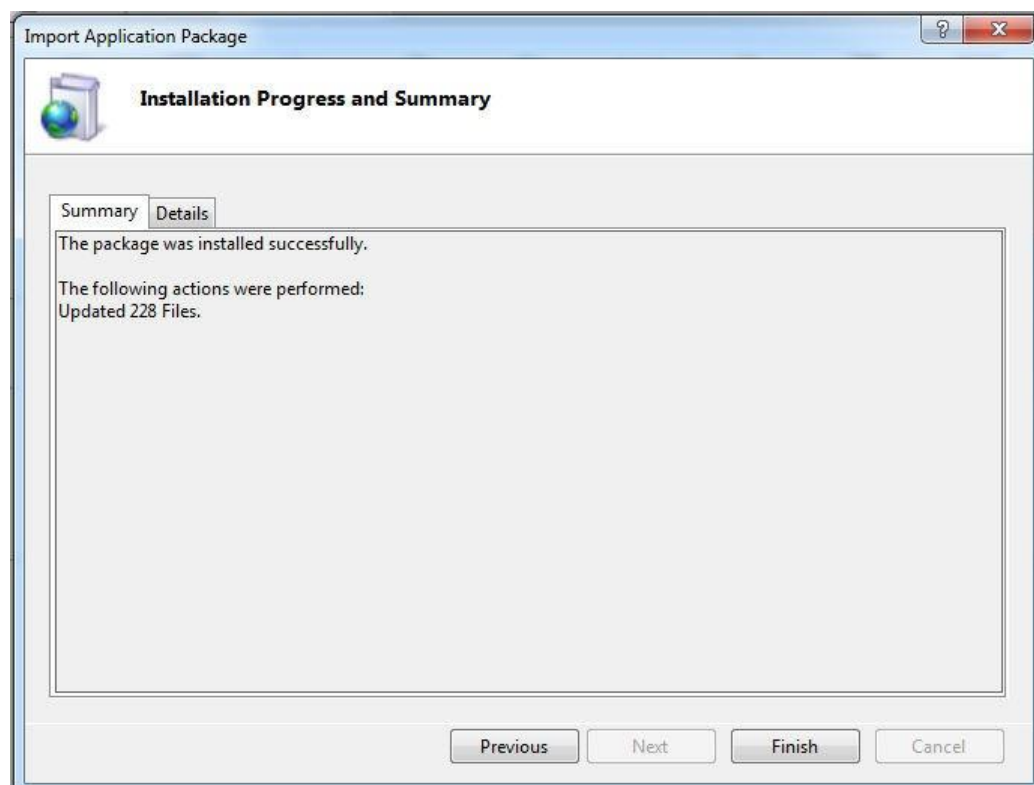 Import Application Package
?
X
Installation Progress and Summary
Summary
Details
The package was installed successfully.
The following actions were performed:
Updated 228 Files.
Previous
Next
Finish
Cancel